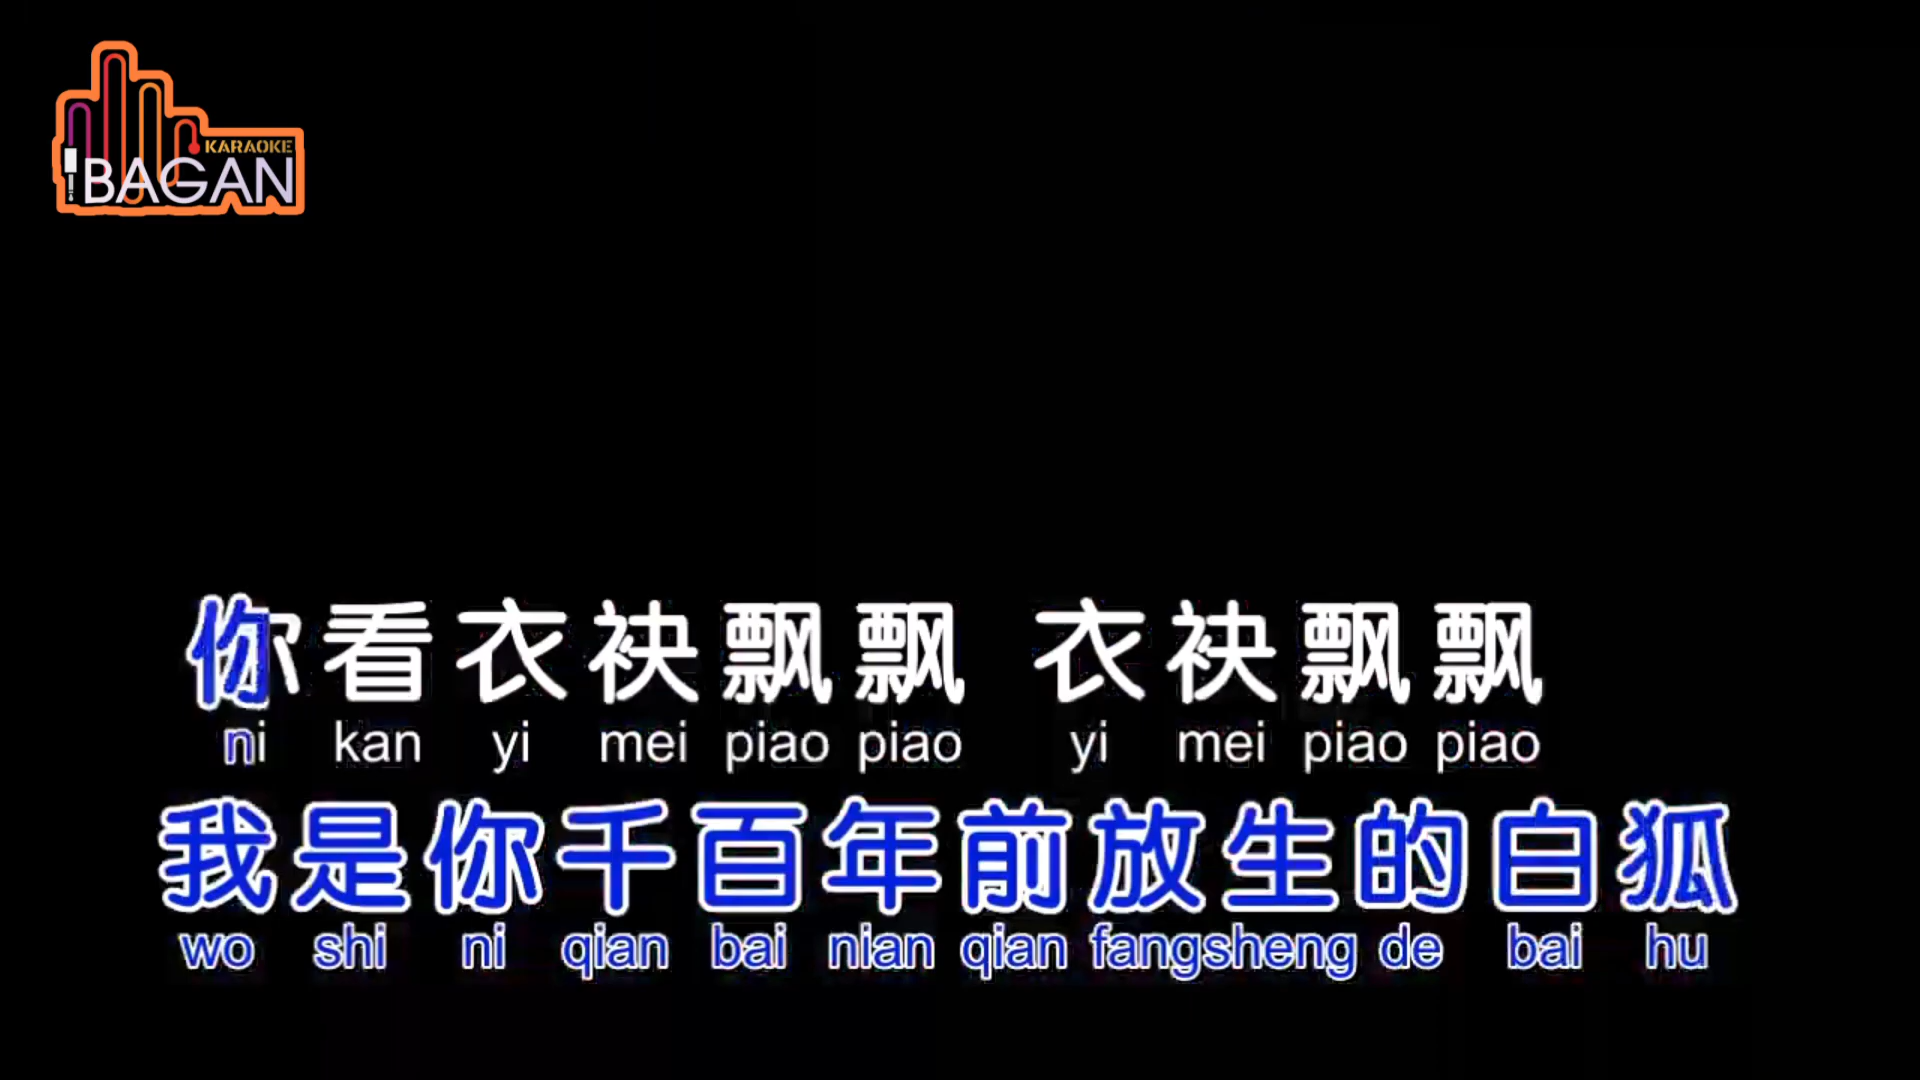 KARAOKE
BAGAN
你看衣袂飘飘 衣袂飘飘
ni kan yi mei piao piao yi mei piao piao
我是你千百年前放生的白狐
wo shi ni qian bai nian qian fangsheng de bai hu